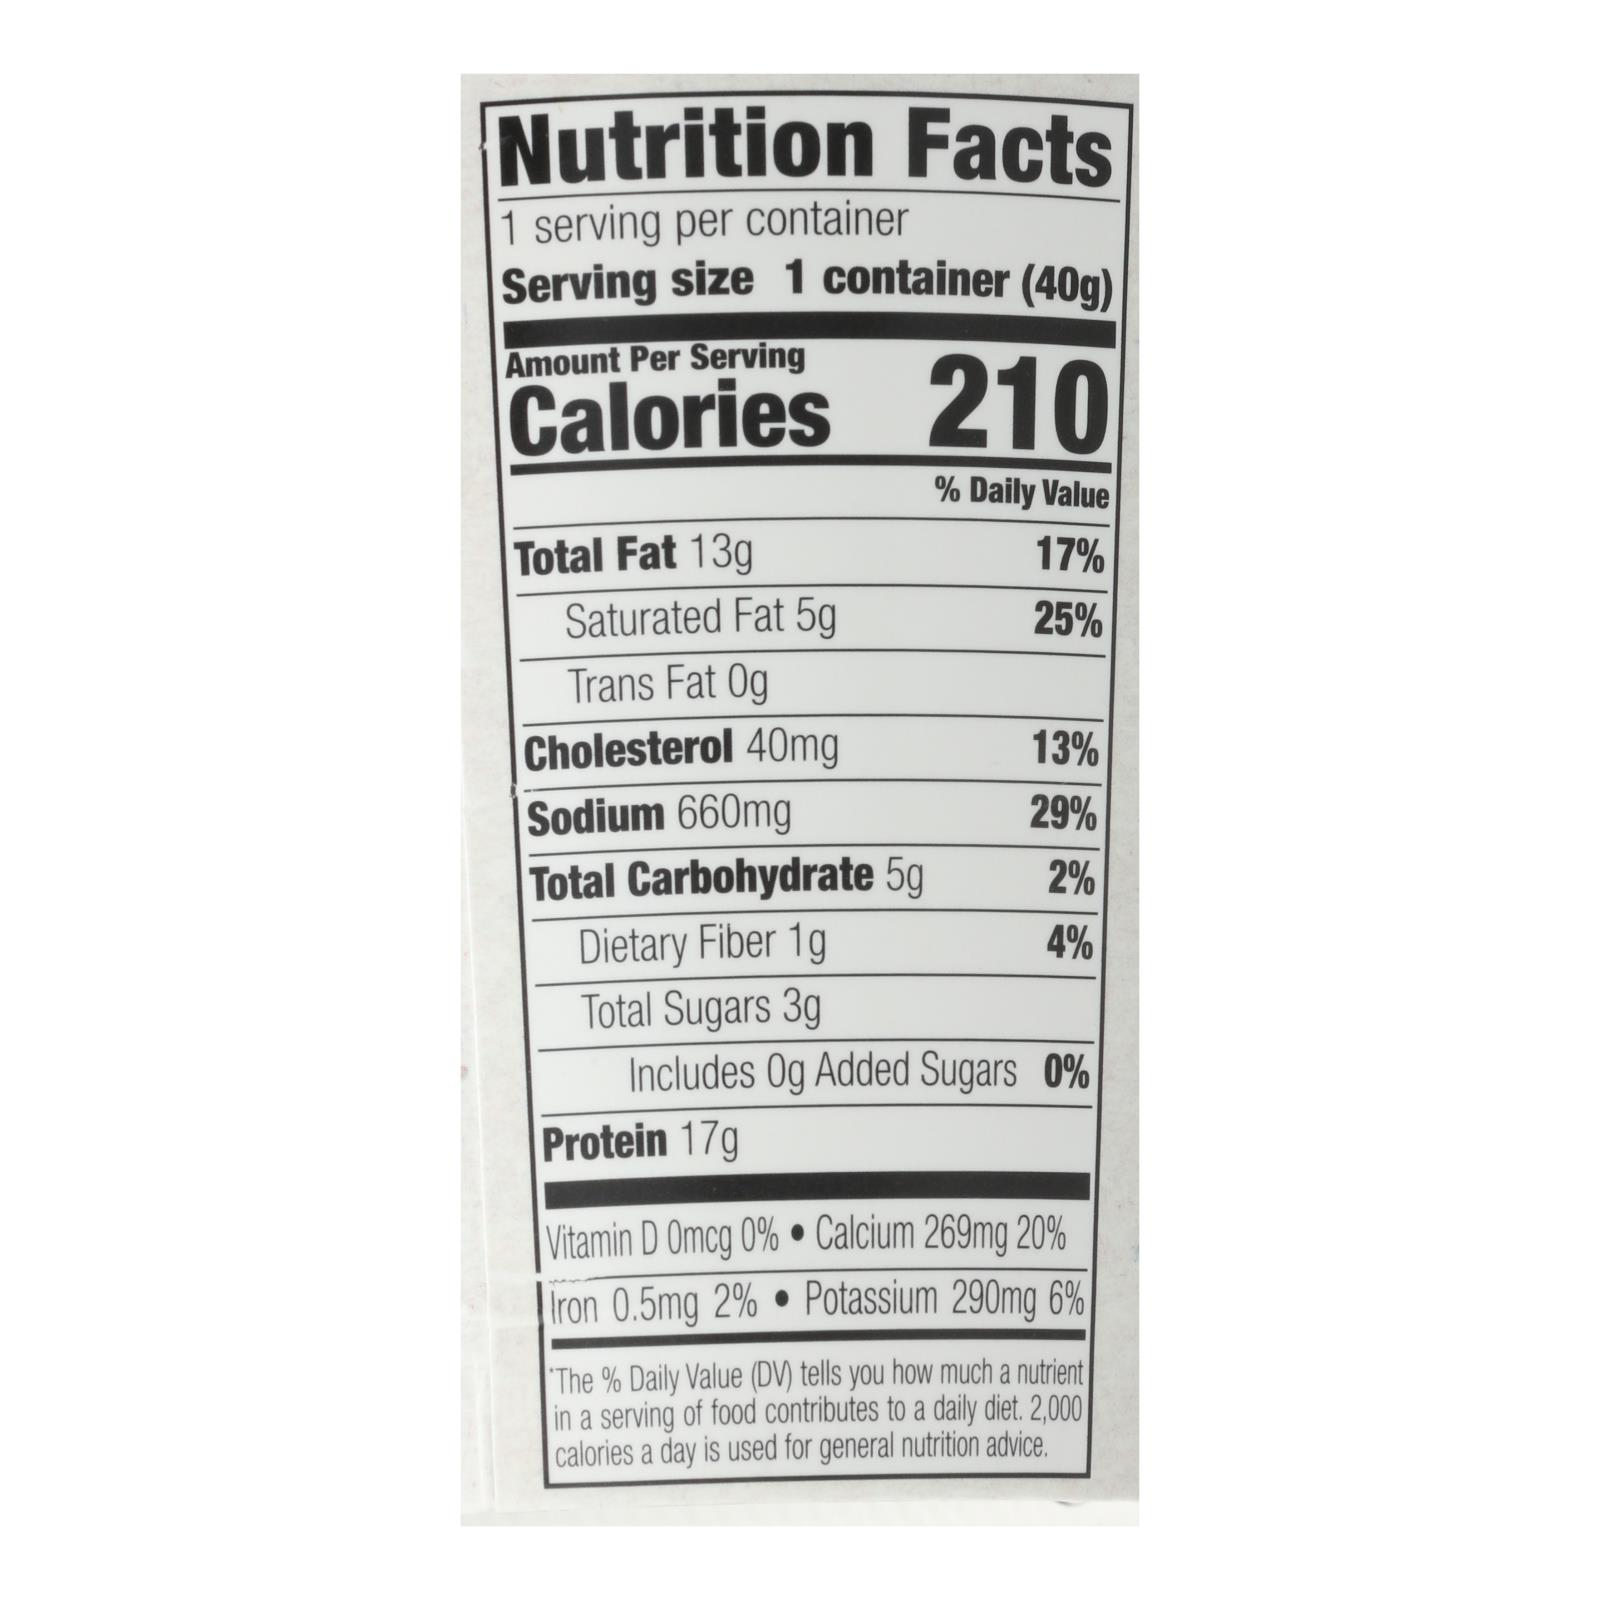 Nutrition Facts
1 serving per container
Serving size 1 container (40g)
Amount Per Serving
Calories 210
% Daily Value
Total Fat 13g 17%
Saturated Fat 5g 25%
Trans Fat 0g
Cholesterol 40mg 13%
Sodium 660mg 29%
Total Carbohydrate 5g 2%
Dietary Fiber 1g 4%
Total Sugars 3g
Includes 0g Added Sugars 0%
Protein 17g
Vitamin D 0mcg 0% • Calcium 269mg 20%
Iron 0.5mg 2% • Potassium 290mg 6%
*The % Daily Value (DV) tells you how much a nutrient
in a serving of food contributes to a daily diet. 2,000
calories a day is used for general nutrition advice.